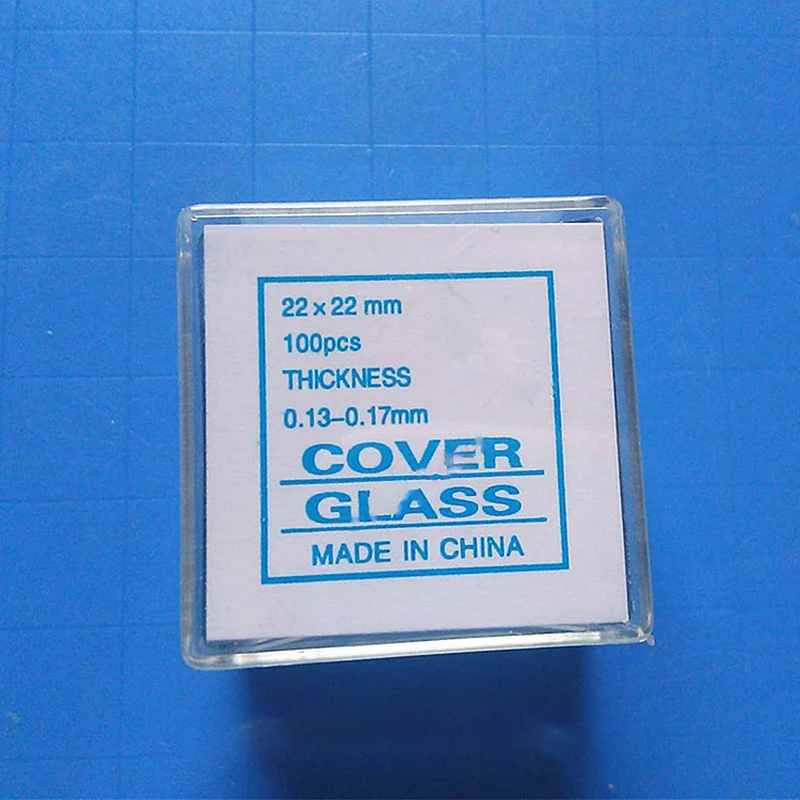 22 x 22 mm
100pcs
THICKNESS
0.13-0.17mm
COVER
GLASS
MADE IN CHINA